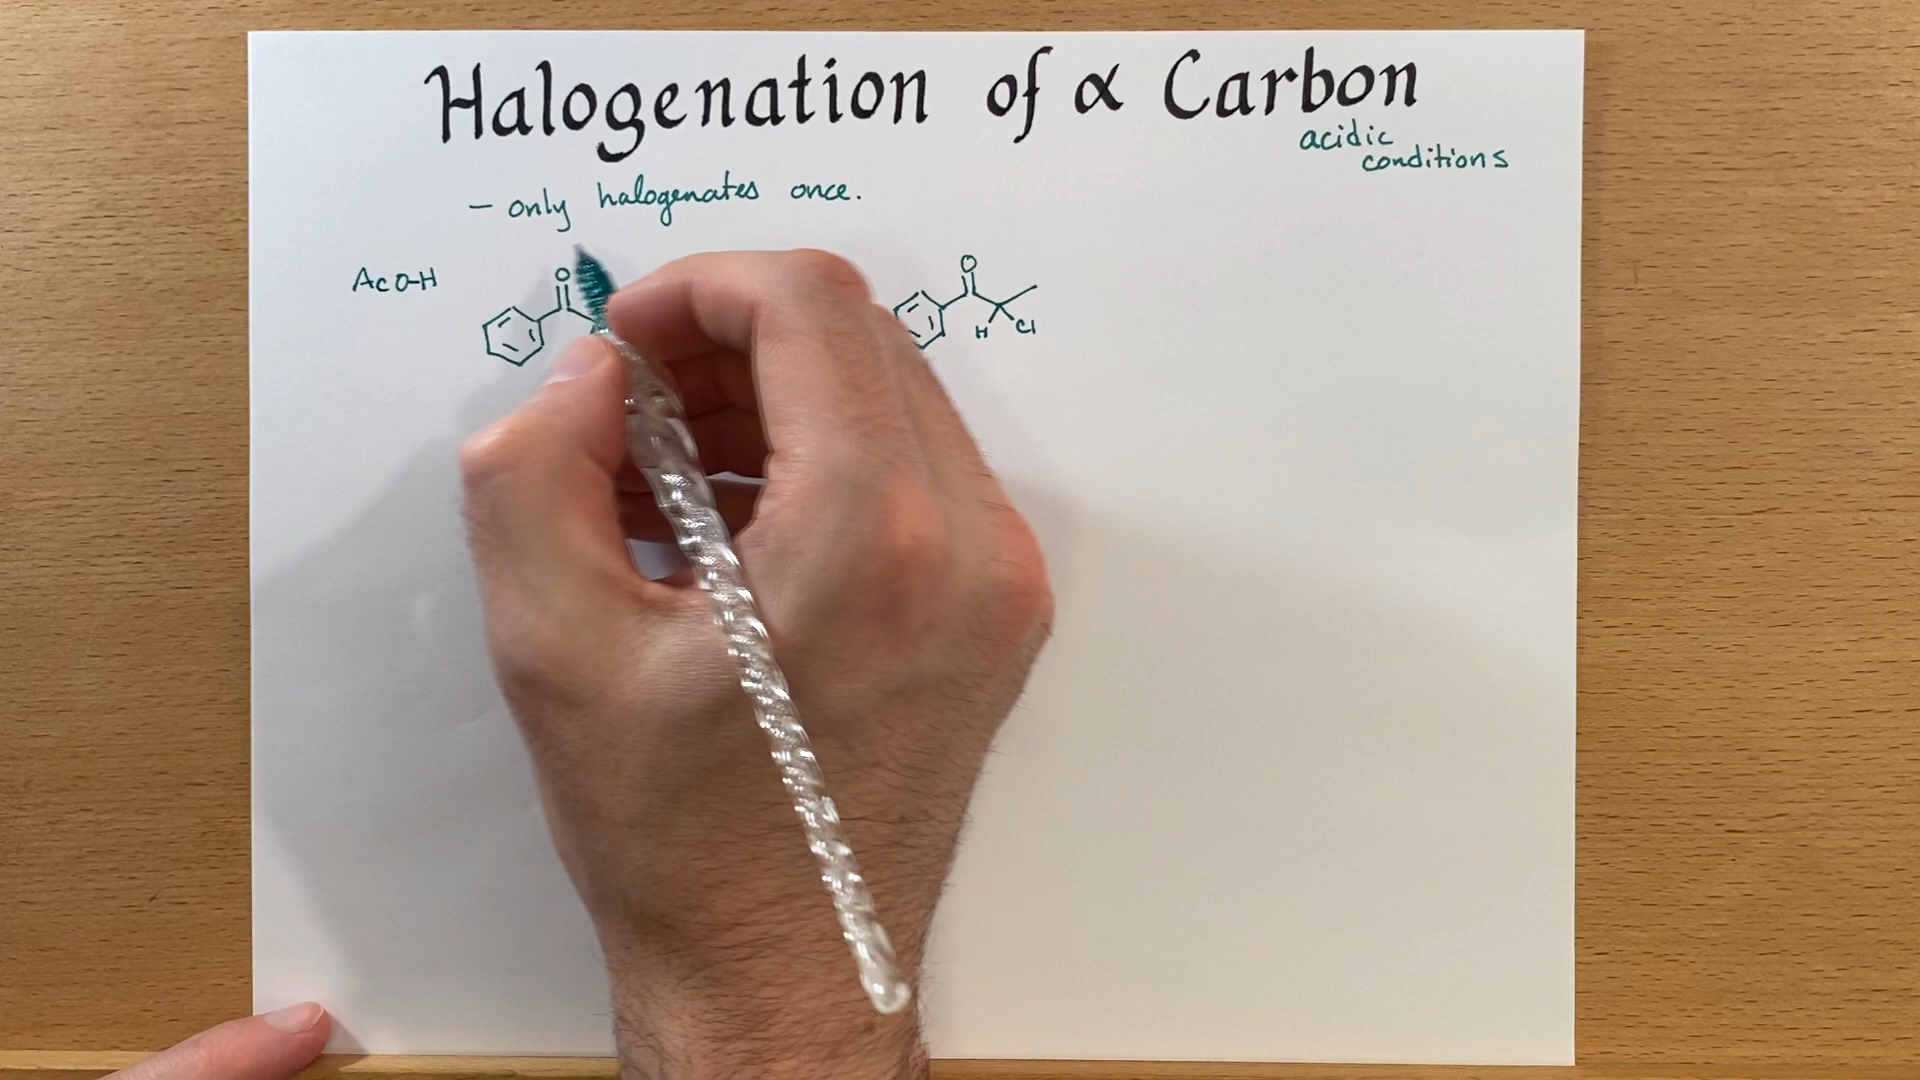 Halogenation of α Carbon
acidic
conditions
- only halogenates once.
AcO-H
O
O
H
Cl